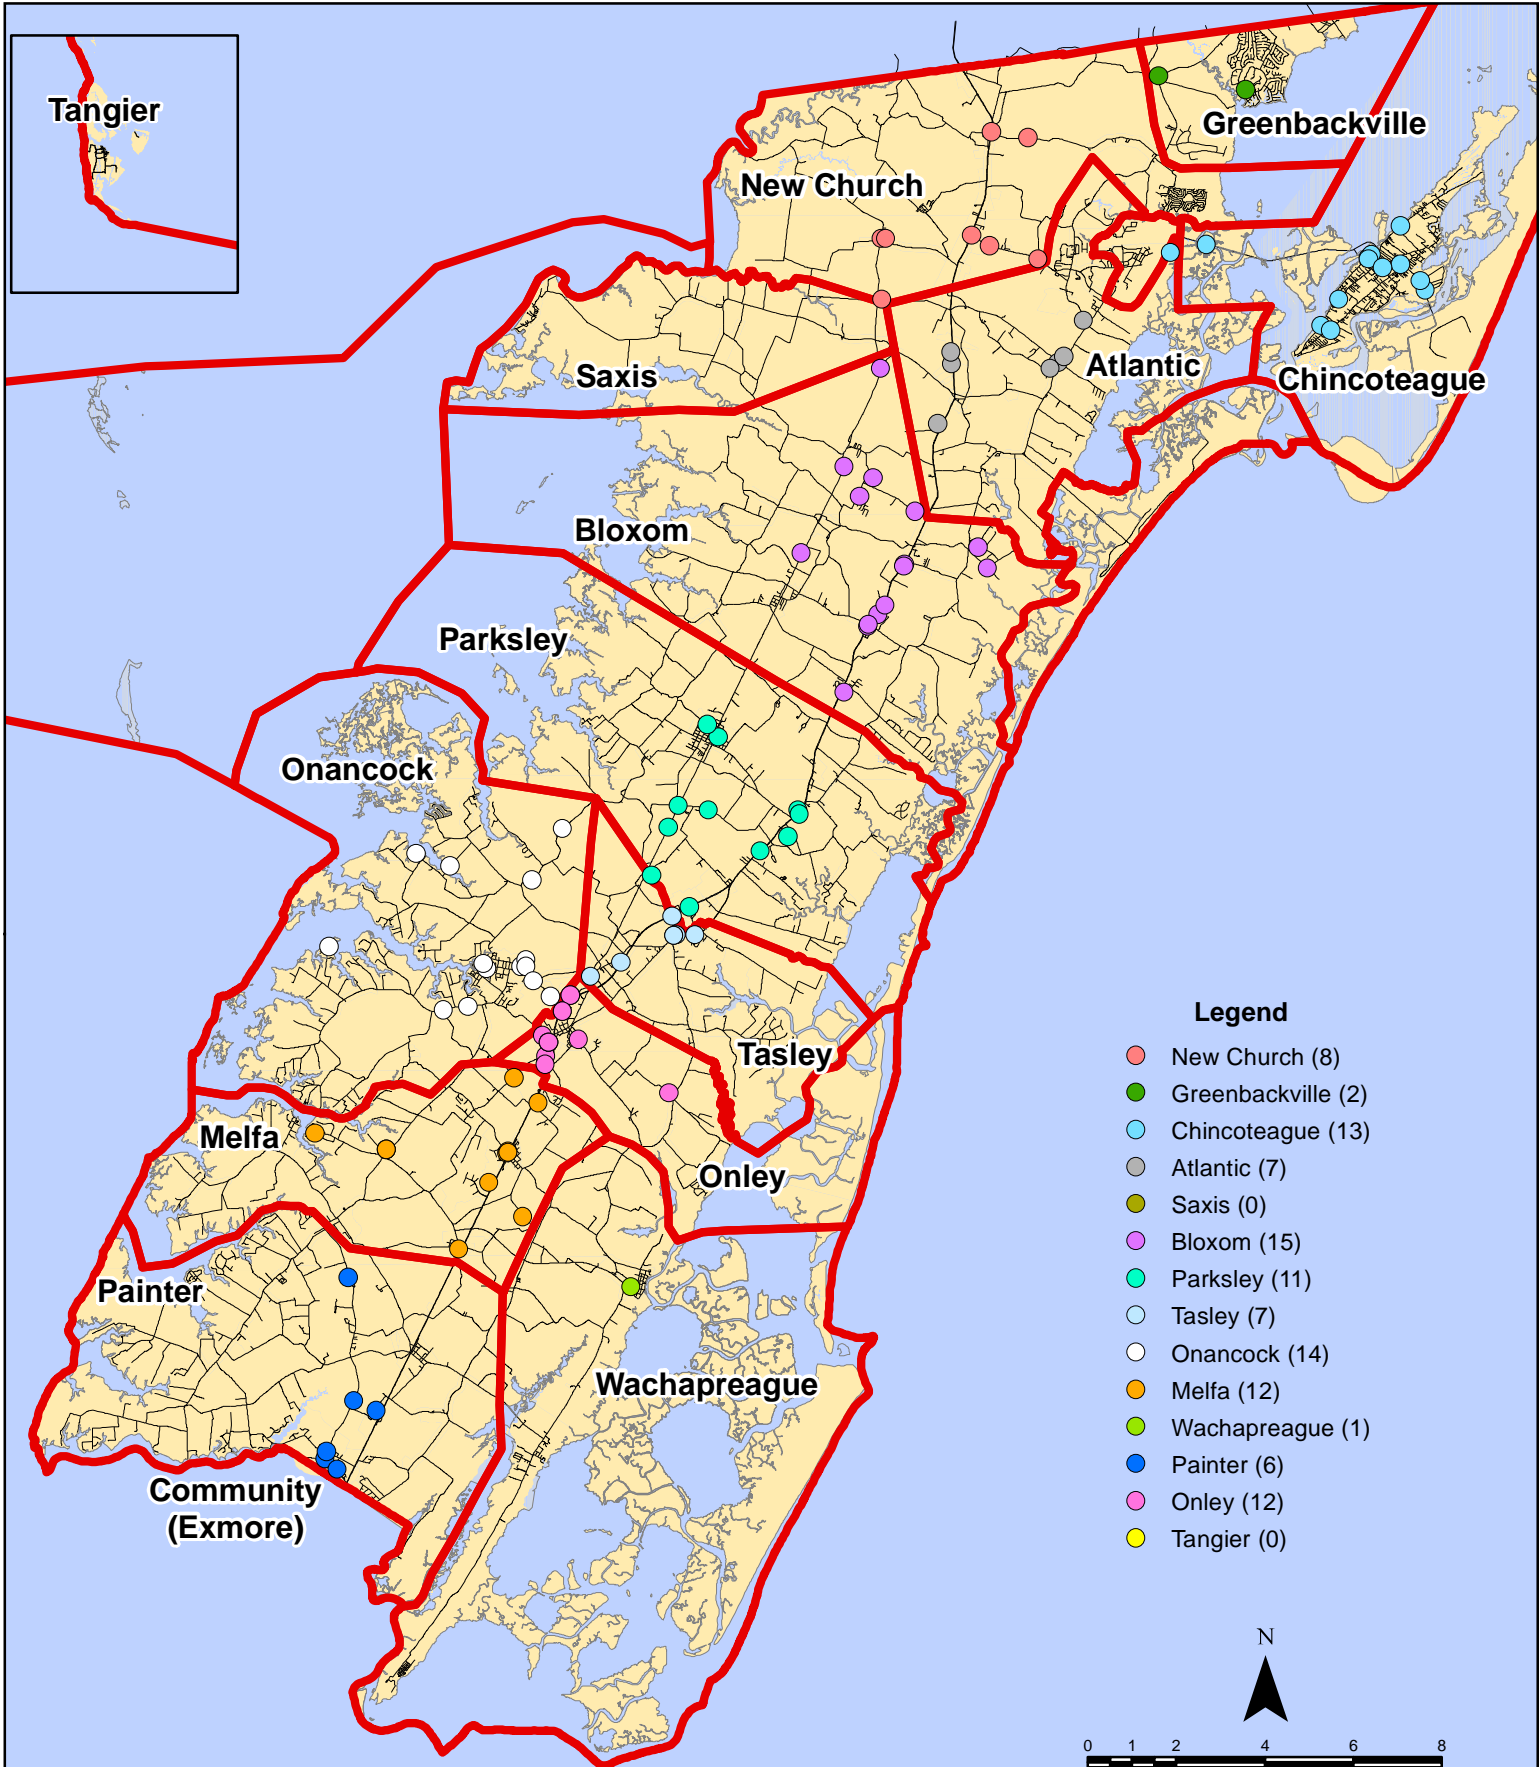 Tangier
Greenbackville
New Church
Saxis
Atlantic
Chincoteague
Bloxom
Parksley
Onancock
Tasley
Melfa
Onley
Painter
Wachapreague
Community
(Exmore)
Legend
New Church (8)
Greenbackville (2)
Chincoteague (13)
Atlantic (7)
Saxis (0)
Bloxom (15)
Parksley (11)
Tasley (7)
Onancock (14)
Melfa (12)
Wachapreague (1)
Painter (6)
Onley (12)
Tangier (0)
N
0 1 2 4 6 8